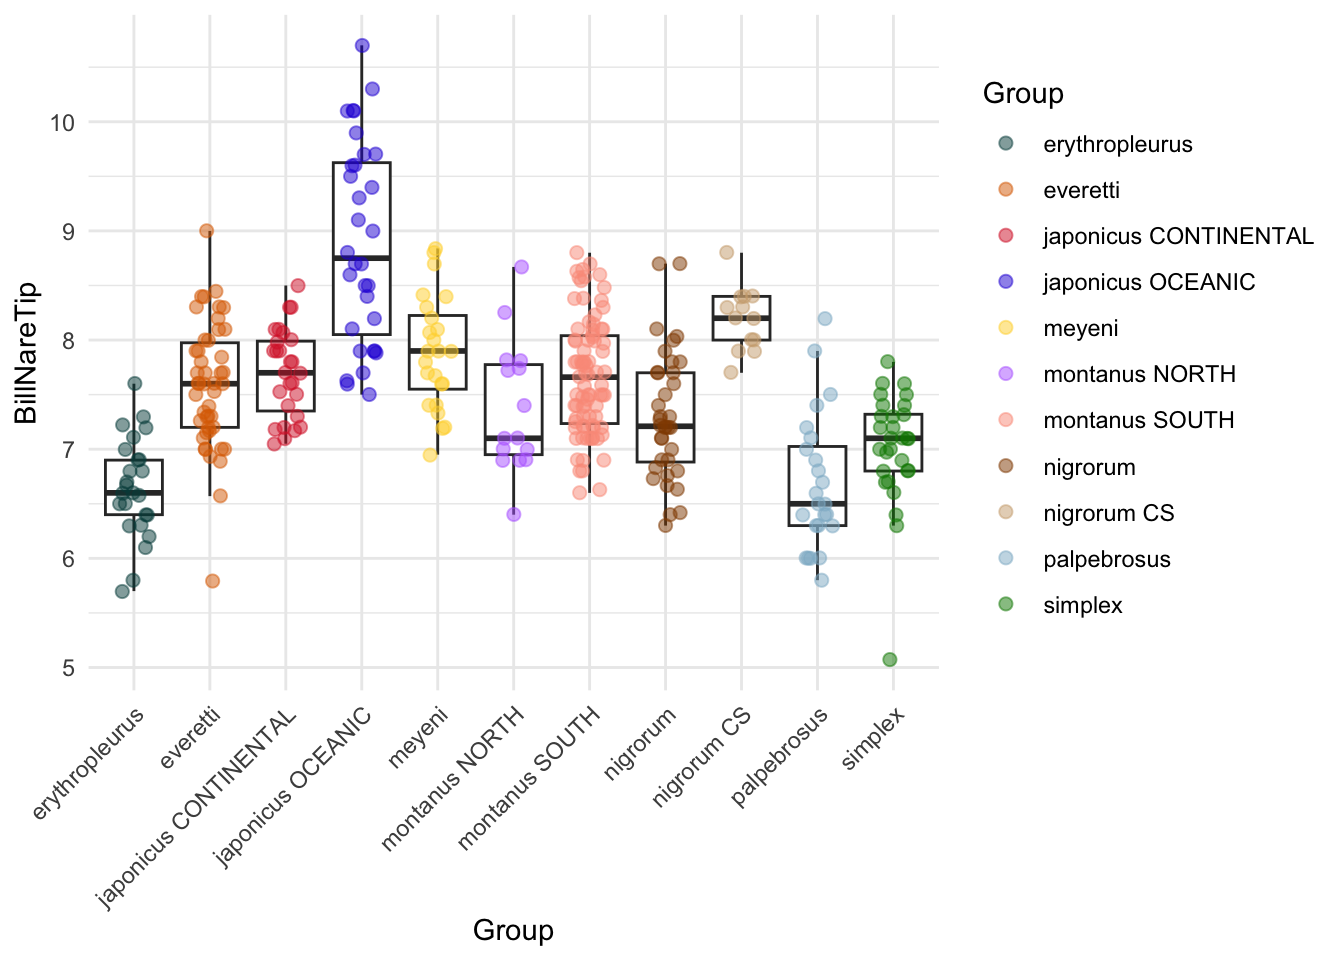 BillNareTip
10
9
8
7
6
5
erythropleurus
everetti
japonicus CONTINENTAL
japonicus OCEANIC
meyeni
montanus NORTH
montanus SOUTH
nigrorum
nigrorum CS
palpebrosus
simplex
Group
Group
erythropleurus
everetti
japonicus CONTINENTAL
japonicus OCEANIC
meyeni
montanus NORTH
montanus SOUTH
nigrorum
nigrorum CS
palpebrosus
simplex